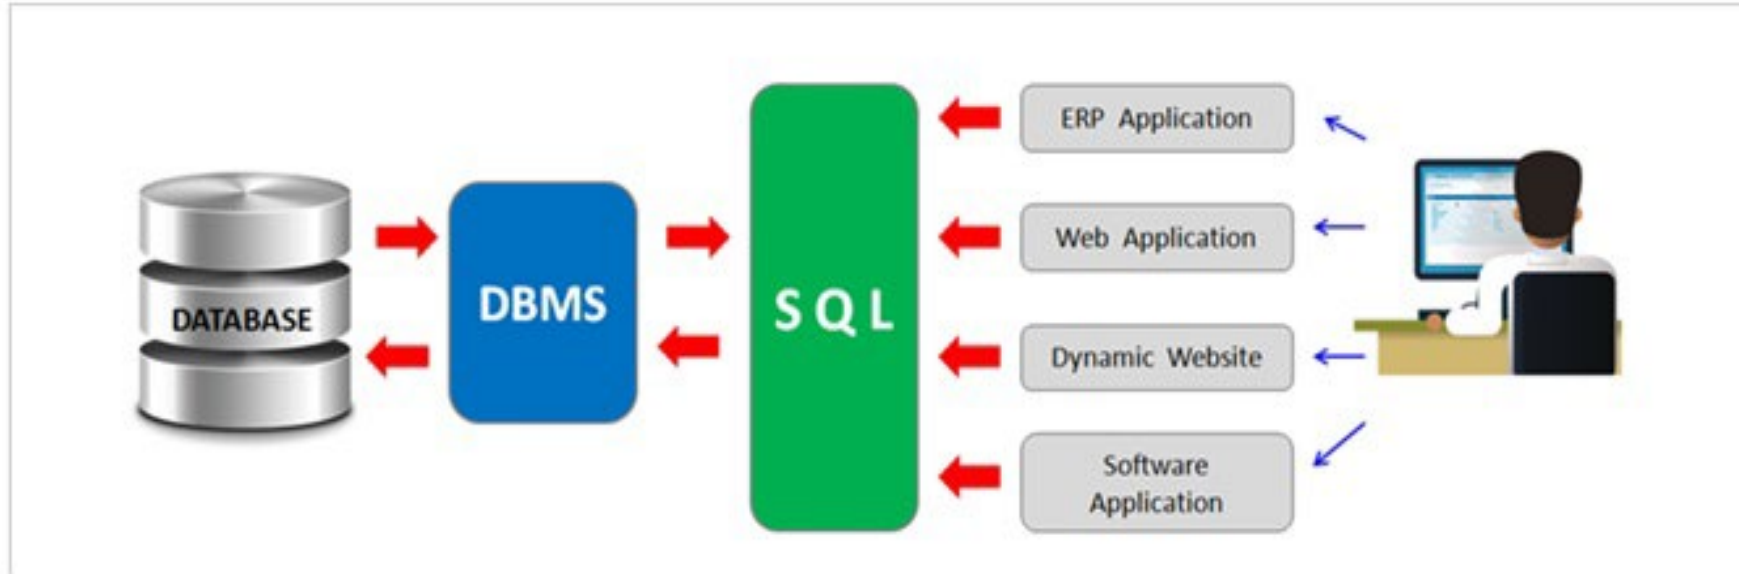 DATABASE
DBMS
SQL
ERP Application
Web Application
Dynamic Website
Software
Application